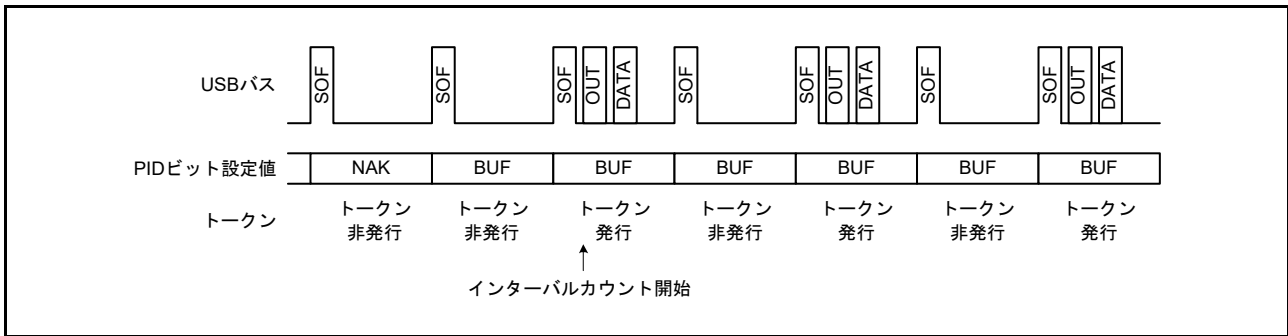 USBバス
SOF SOF SOF OUT DATA SOF SOF OUT DATA SOF SOF OUT DATA
PIDビット設定値 NAK BUF BUF BUF BUF BUF BUF
トークン
トークン 非発行
トークン 非発行
トークン 発行
トークン 非発行
トークン 発行
トークン 非発行
トークン 発行
インターバルカウント開始